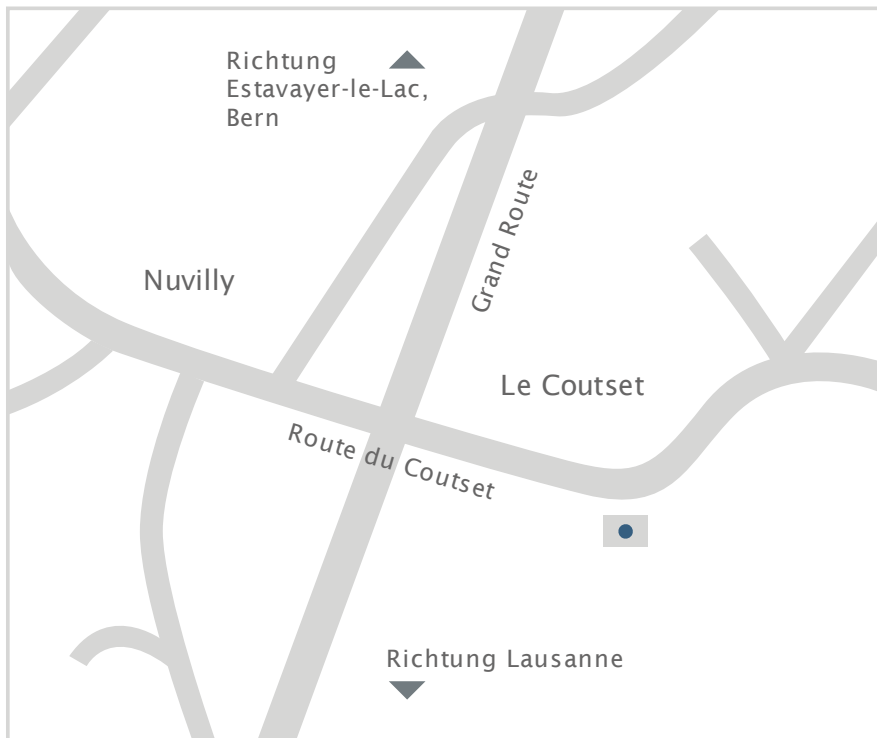 Richtung
Estavayer-le-Lac,
Bern
Grand Route
Nuvilly
Le Coutset
Route du Coutset
Richtung Lausanne